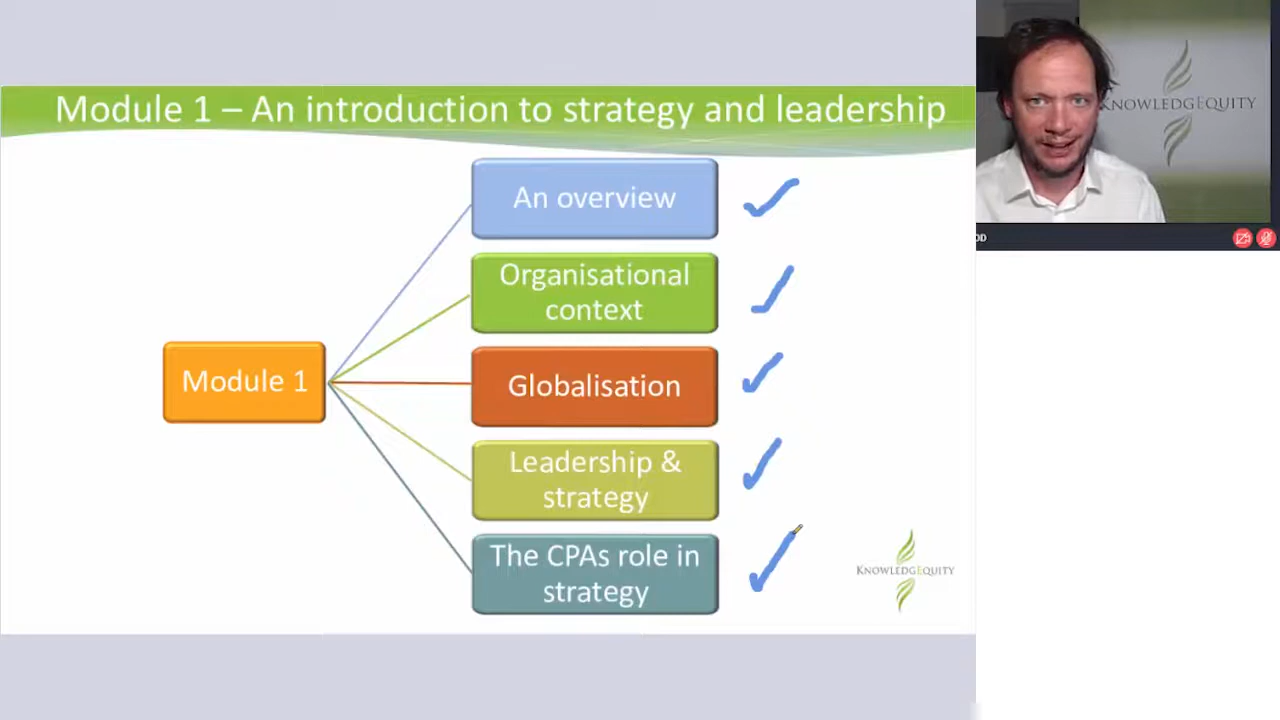 Module 1 – An introduction to strategy and leadership
KNOWLEDGEQUITY
An overview
Organisational
context
Globalisation
Module 1
Leadership &
strategy
The CPAs role in
strategy
KNOWLEDGEQUITY
OD